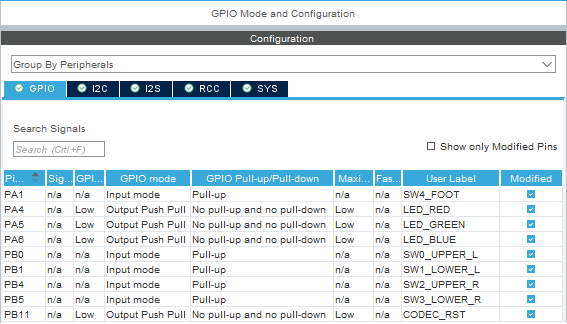 GPIO Mode and Configuration
Configuration
Group By Peripherals
GPIO I2C I2S RCC SYS
Search Signals
Search (CrtI+F) Show only Modified Pins
Pi... Sig... GPI... GPIO mode GPIO Pull-up/Pull-down Maxi... Fas... User Label Modified
PA1 n/a n/a Input mode Pull-up n/a n/a SW4_FOOT
PA4 n/a Low Output Push Pull No pull-up and no pull-down Low n/a LED_RED
PA5 n/a Low Output Push Pull No pull-up and no pull-down Low n/a LED_GREEN
PA6 n/a Low Output Push Pull No pull-up and no pull-down Low n/a LED_BLUE
PB0 n/a n/a Input mode Pull-up n/a n/a SW0_UPPER_L
PB1 n/a n/a Input mode Pull-up n/a n/a SW1_LOWER_L
PB4 n/a n/a Input mode Pull-up n/a n/a SW2_UPPER_R
PB5 n/a n/a Input mode Pull-up n/a n/a SW3_LOWER_R
PB11 n/a Low Output Push Pull No pull-up and no pull-down Low n/a CODEC_RST